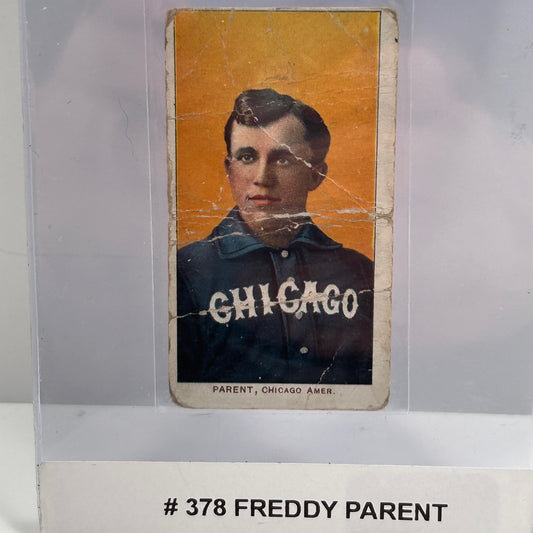 CHICAGO
PARENT, CHICAGO AMER.
# 378 FREDDY PARENT